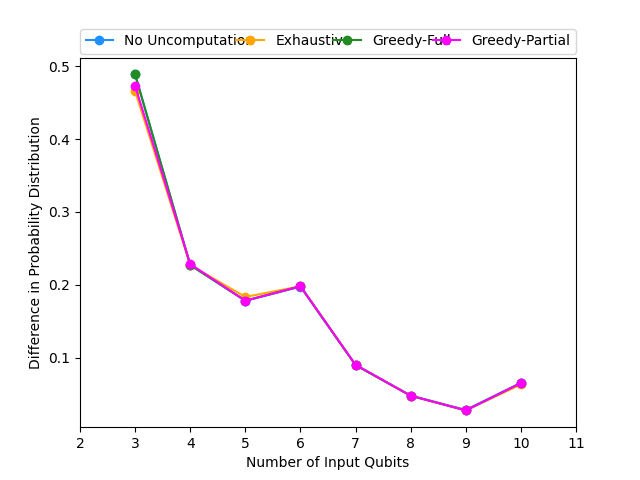 No Uncomputation Exhaustive Greedy-Full Greedy-Partial
0.5
0.4
0.3
0.2
0.1
Difference in Probability Distribution
2 3 4 5 6 7 8 9 10 11
Number of Input Qubits